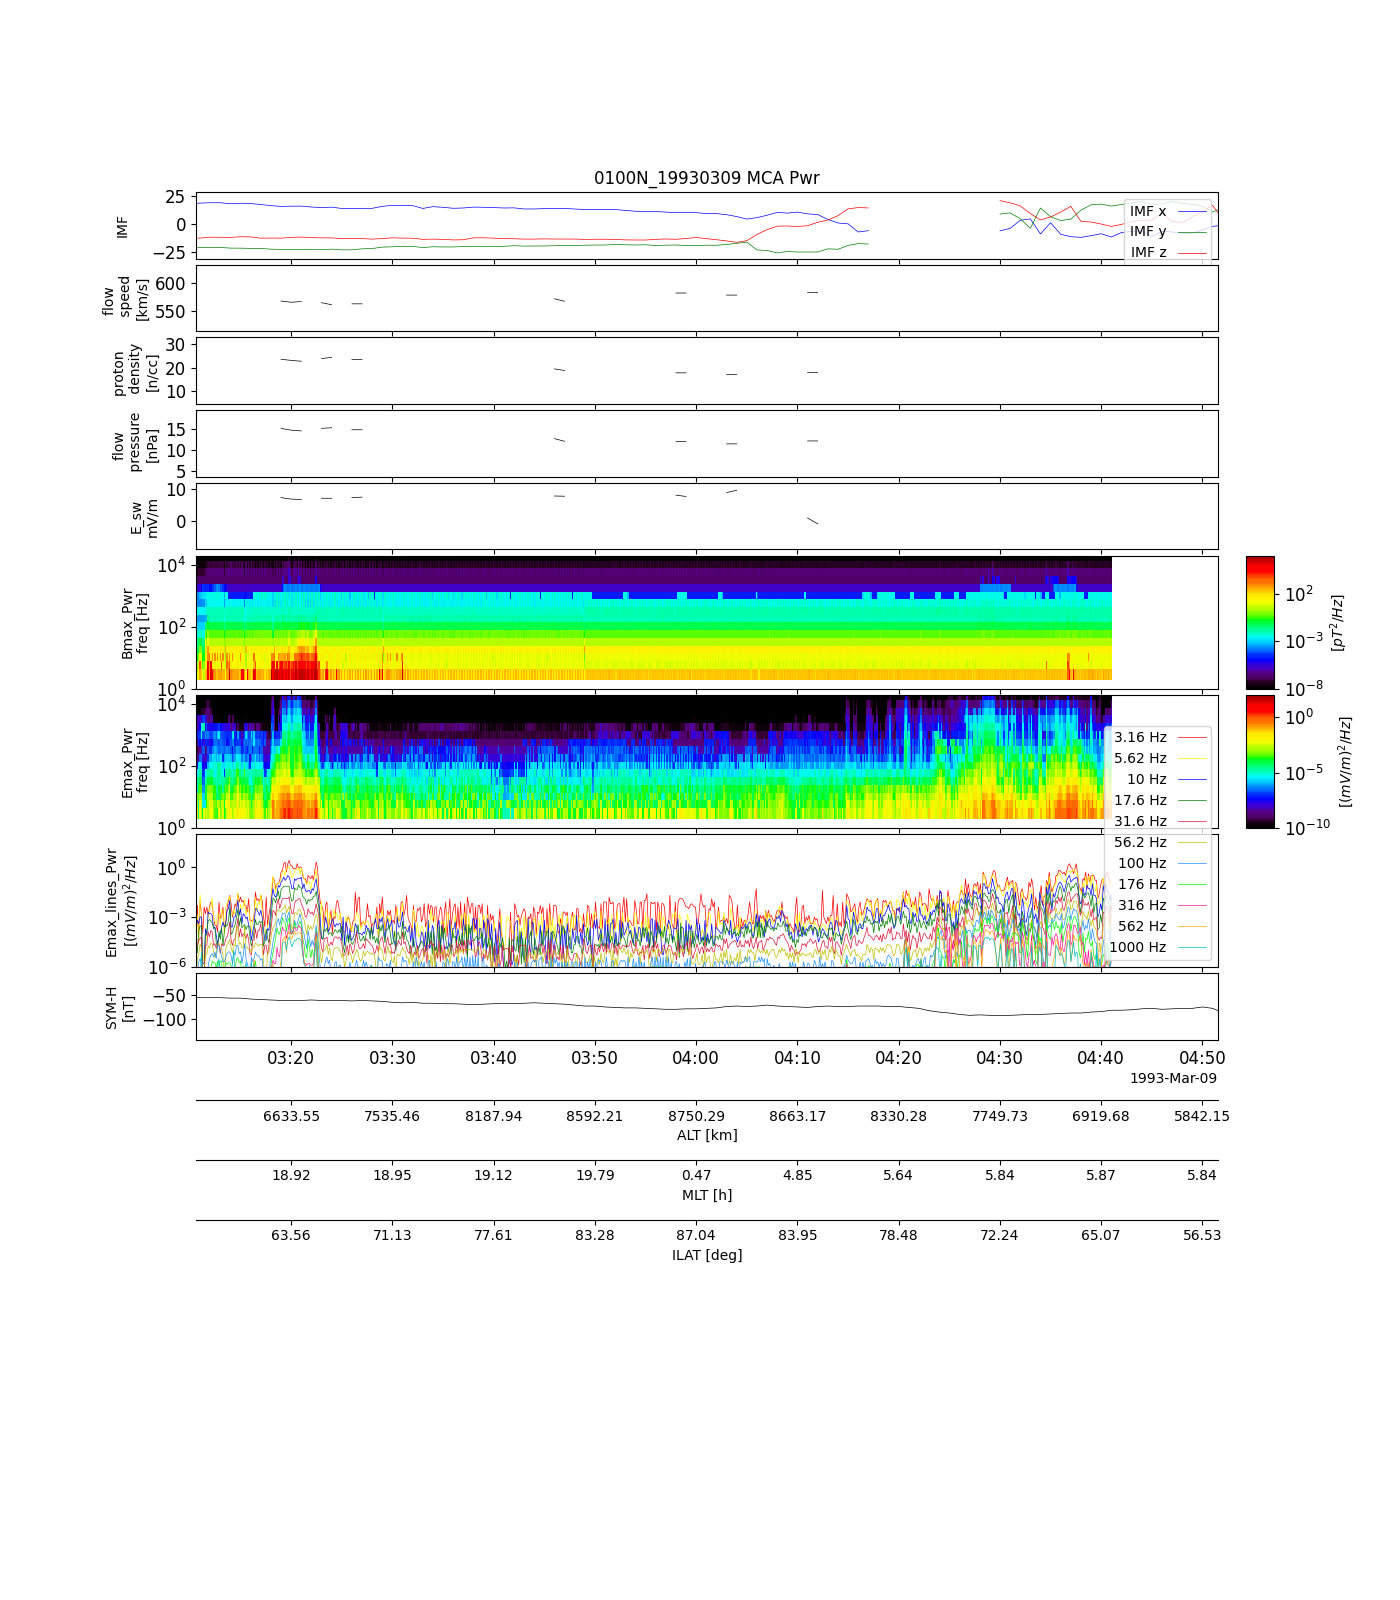 0100N_19930309 MCA Pwr
25
0
−25
IMF
IMF x
IMF y
IMF z
600
550
flow
speed
[km/s]
30
20
10
proton
density
[n/cc]
15
10
5
flow
pressure
[nPa]
10
0
E_sw
mV/m
10^4
10^2
10^0
Bmax_Pwr
freq [Hz]
10^2
10^−3
10^−8
[pT^2/Hz]
10^4
10^2
10^0
Emax_Pwr
freq [Hz]
10^0
10^−5
10^−10
[(mV/m)^2/Hz]
3.16 Hz
5.62 Hz
10 Hz
17.6 Hz
31.6 Hz
56.2 Hz
100 Hz
176 Hz
316 Hz
562 Hz
1000 Hz
10^0
10^−3
10^−6
Emax_lines_Pwr
[(mV/m)^2/Hz]
−50
−100
SYM-H
[nT]
03:20 03:30 03:40 03:50 04:00 04:10 04:20 04:30 04:40 04:50
1993-Mar-09
6633.55 7535.46 8187.94 8592.21 8750.29 8663.17 8330.28 7749.73 6919.68 5842.15
ALT [km]
18.92 18.95 19.12 19.79 0.47 4.85 5.64 5.84 5.87 5.84
MLT [h]
63.56 71.13 77.61 83.28 87.04 83.95 78.48 72.24 65.07 56.53
ILAT [deg]